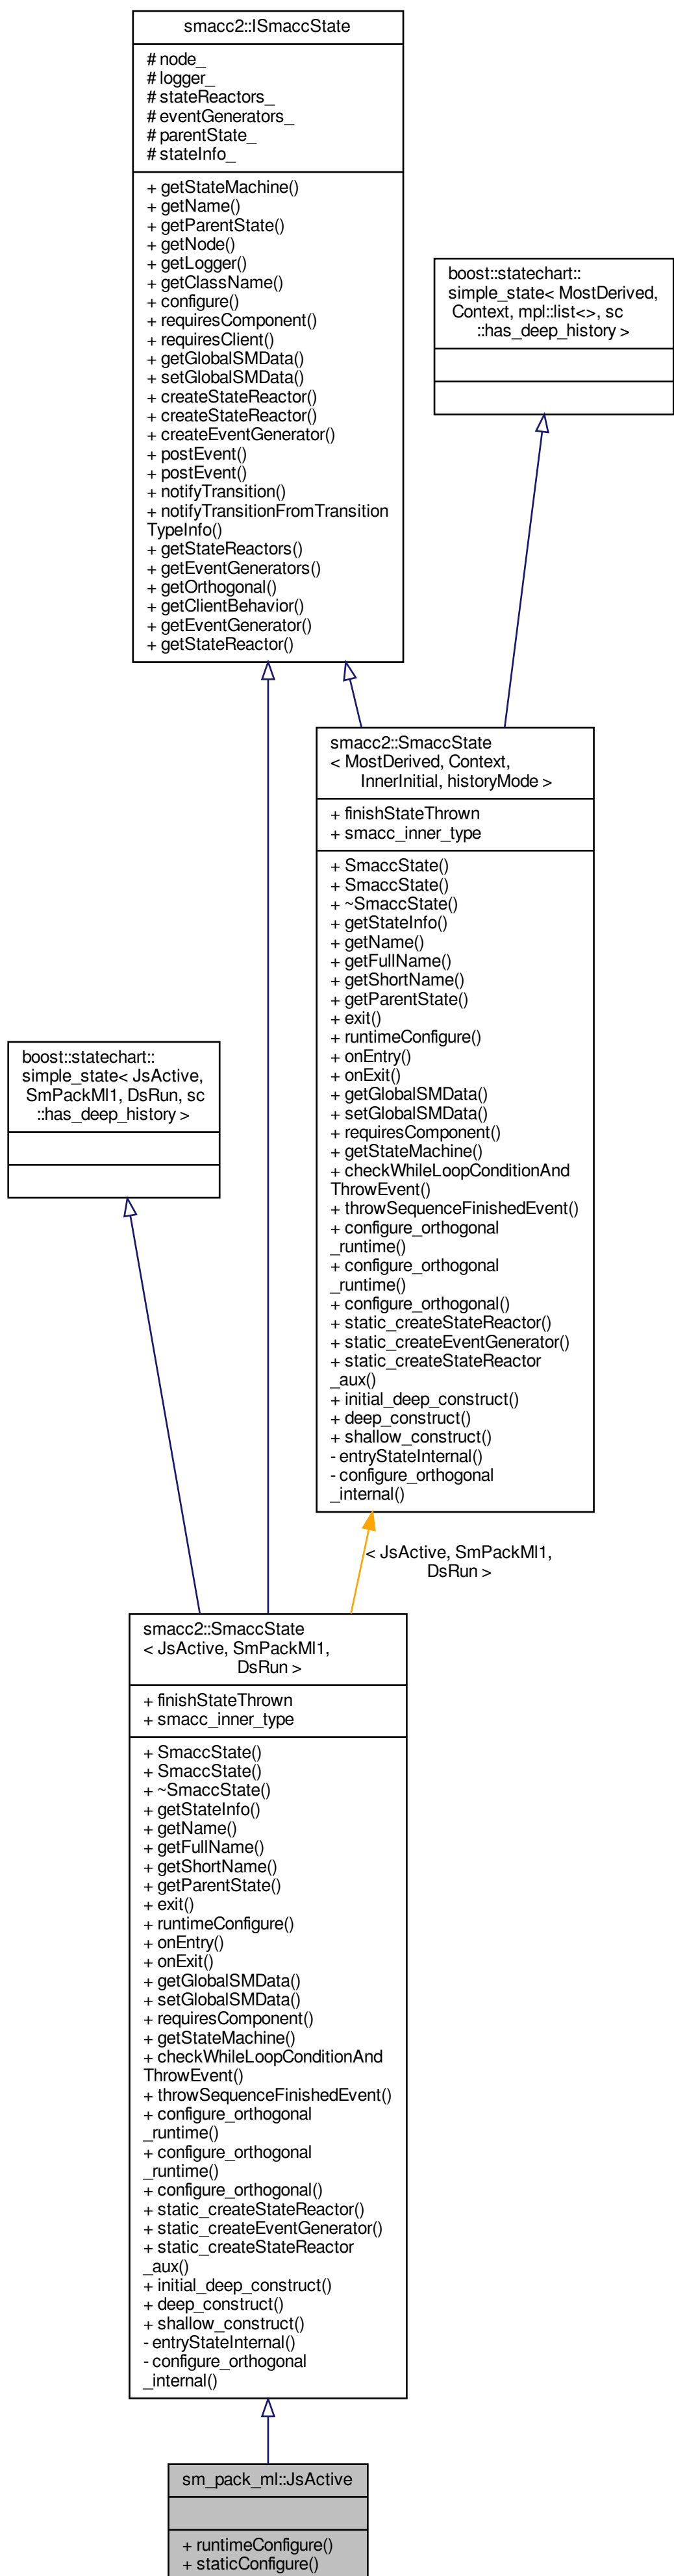 smacc2::ISmaccState
# node_
# logger_
# stateReactors_
# eventGenerators_
# parentState_
# stateInfo_
+ getStateMachine()
+ getName()
+ getParentState()
+ getNode()
+ getLogger()
+ getClassName()
+ configure()
+ requiresComponent()
+ requiresClient()
+ getGlobalSMData()
+ setGlobalSMData()
+ createStateReactor()
+ createStateReactor()
+ createEventGenerator()
+ postEvent()
+ postEvent()
+ notifyTransition()
+ notifyTransitionFromTransition
TypeInfo()
+ getStateReactors()
+ getEventGenerators()
+ getOrthogonal()
+ getClientBehavior()
+ getEventGenerator()
+ getStateReactor()
boost::statechart::
simple_state< MostDerived,
Context, mpl::list<>, sc
::has_deep_history >
smacc2::SmaccState
< MostDerived, Context,
InnerInitial, historyMode >
+ finishStateThrown
+ smacc_inner_type
+ SmaccState()
+ SmaccState()
+ ~SmaccState()
+ getStateInfo()
+ getName()
+ getFullName()
+ getShortName()
+ getParentState()
+ exit()
+ runtimeConfigure()
+ onEntry()
+ onExit()
+ getGlobalSMData()
+ setGlobalSMData()
+ requiresComponent()
+ getStateMachine()
+ checkWhileLoopConditionAnd
ThrowEvent()
+ throwSequenceFinishedEvent()
+ configure_orthogonal
_runtime()
+ configure_orthogonal
_runtime()
+ configure_orthogonal()
+ static_createStateReactor()
+ static_createEventGenerator()
+ static_createStateReactor
_aux()
+ initial_deep_construct()
+ deep_construct()
+ shallow_construct()
- entryStateInternal()
- configure_orthogonal
_internal()
boost::statechart::
simple_state< JsActive,
SmPackMl1, DsRun, sc
::has_deep_history >
< JsActive, SmPackMl1,
DsRun >
smacc2::SmaccState
< JsActive, SmPackMl1,
DsRun >
+ finishStateThrown
+ smacc_inner_type
+ SmaccState()
+ SmaccState()
+ ~SmaccState()
+ getStateInfo()
+ getName()
+ getFullName()
+ getShortName()
+ getParentState()
+ exit()
+ runtimeConfigure()
+ onEntry()
+ onExit()
+ getGlobalSMData()
+ setGlobalSMData()
+ requiresComponent()
+ getStateMachine()
+ checkWhileLoopConditionAnd
ThrowEvent()
+ throwSequenceFinishedEvent()
+ configure_orthogonal
_runtime()
+ configure_orthogonal
_runtime()
+ configure_orthogonal()
+ static_createStateReactor()
+ static_createEventGenerator()
+ static_createStateReactor
_aux()
+ initial_deep_construct()
+ deep_construct()
+ shallow_construct()
- entryStateInternal()
- configure_orthogonal
_internal()
sm_pack_ml::JsActive
+ runtimeConfigure()
+ staticConfigure()